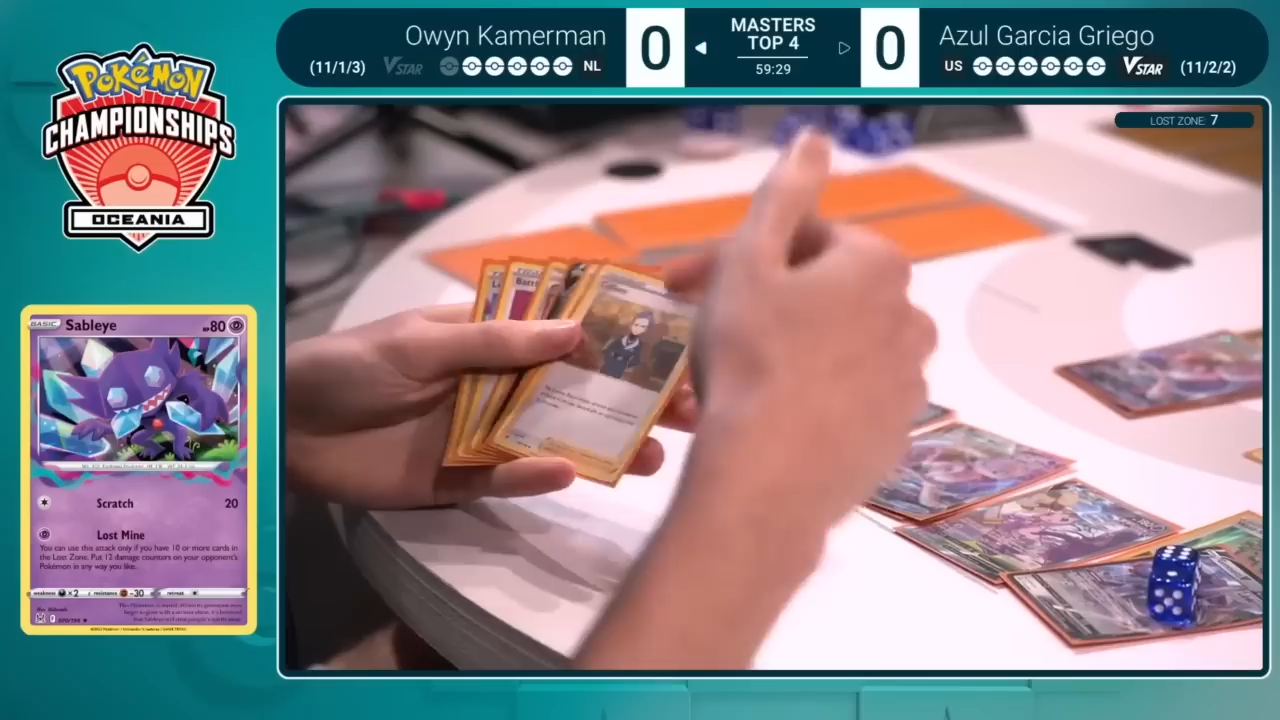 Pokémon
CHAMPIONSHIPS
OCEANIA
Owyn Kamerman
(11/1/3)
VSTAR
NL
0
MASTERS
TOP 4
59:29
0
Azul Garcia Griego
US
VSTAR
(11/2/2)
LOST ZONE: 7
BASIC
Sableye
HP80
Scratch 20
Lost Mine
You can use this attack only if you have 10 or more cards in
the Lost Zone. Put 12 damage counters on your opponent's
Pokémon in any way you like.
weakness ×2 resistance -30 retreat